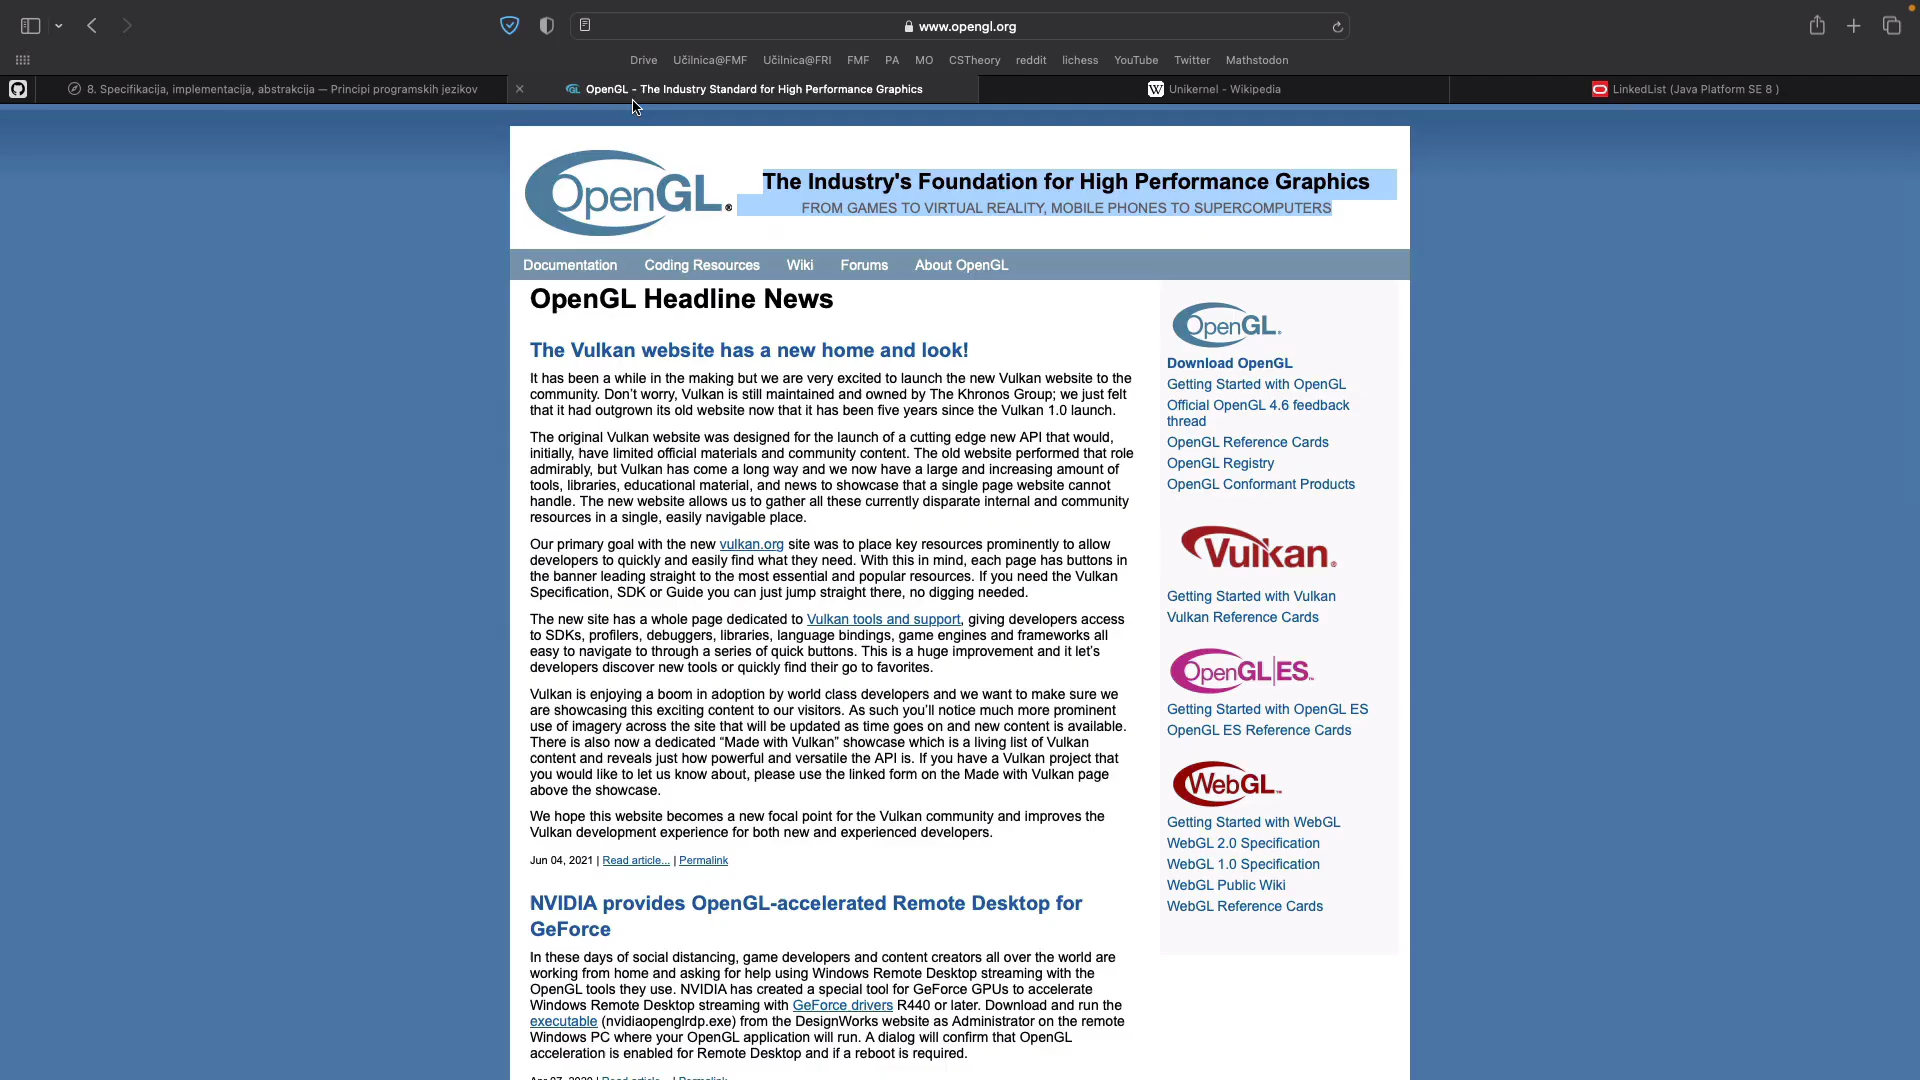 www.opengl.org
Drive Učilnica@FMF Učilnica@FRI FMF PA MO CSTheory reddit lichess YouTube Twitter Mathstodon
8. Specifikacija, implementacija, abstrakcija — Principi programskih jezikov
OpenGL - The Industry Standard for High Performance Graphics
Unikernel - Wikipedia
LinkedList (Java Platform SE 8 )
OpenGL®
The Industry's Foundation for High Performance Graphics
FROM GAMES TO VIRTUAL REALITY, MOBILE PHONES TO SUPERCOMPUTERS
Documentation Coding Resources Wiki Forums About OpenGL
OpenGL Headline News
The Vulkan website has a new home and look!
It has been a while in the making but we are very excited to launch the new Vulkan website to the
community. Don’t worry, Vulkan is still maintained and owned by The Khronos Group; we just felt
that it had outgrown its old website now that it has been five years since the Vulkan 1.0 launch.
The original Vulkan website was designed for the launch of a cutting edge new API that would,
initially, have limited official materials and community content. The old website performed that role
admirably, but Vulkan has come a long way and we now have a large and increasing amount of
tools, libraries, educational material, and news to showcase that a single page website cannot
handle. The new website allows us to gather all these currently disparate internal and community
resources in a single, easily navigable place.
Our primary goal with the new vulkan.org site was to place key resources prominently to allow
developers to quickly and easily find what they need. With this in mind, each page has buttons in
the banner leading straight to the most essential and popular resources. If you need the Vulkan
Specification, SDK or Guide you can just jump straight there, no digging needed.
The new site has a whole page dedicated to Vulkan tools and support, giving developers access
to SDKs, profilers, debuggers, libraries, language bindings, game engines and frameworks all
easy to navigate to through a series of quick buttons. This is a huge improvement and it let’s
developers discover new tools or quickly find their go to favorites.
Vulkan is enjoying a boom in adoption by world class developers and we want to make sure we
are showcasing this exciting content to our visitors. As such you’ll notice much more prominent
use of imagery across the site that will be updated as time goes on and new content is available.
There is also now a dedicated “Made with Vulkan” showcase which is a living list of Vulkan
content and reveals just how powerful and versatile the API is. If you have a Vulkan project that
you would like to let us know about, please use the linked form on the Made with Vulkan page
above the showcase.
We hope this website becomes a new focal point for the Vulkan community and improves the
Vulkan development experience for both new and experienced developers.
Jun 04, 2021 | Read article... | Permalink
NVIDIA provides OpenGL-accelerated Remote Desktop for
GeForce
In these days of social distancing, game developers and content creators all over the world are
working from home and asking for help using Windows Remote Desktop streaming with the
OpenGL tools they use. NVIDIA has created a special tool for GeForce GPUs to accelerate
Windows Remote Desktop streaming with GeForce drivers R440 or later. Download and run the
executable (nvidiaopenglrdp.exe) from the DesignWorks website as Administrator on the remote
Windows PC where your OpenGL application will run. A dialog will confirm that OpenGL
acceleration is enabled for Remote Desktop and if a reboot is required.
Apr 07, 2020 | Read article... | Permalink
OpenGL®
Download OpenGL
Getting Started with OpenGL
Official OpenGL 4.6 feedback
thread
OpenGL Reference Cards
OpenGL Registry
OpenGL Conformant Products
Vulkan®
Getting Started with Vulkan
Vulkan Reference Cards
OpenGL|ES™
Getting Started with OpenGL ES
OpenGL ES Reference Cards
WebGL™
Getting Started with WebGL
WebGL 2.0 Specification
WebGL 1.0 Specification
WebGL Public Wiki
WebGL Reference Cards